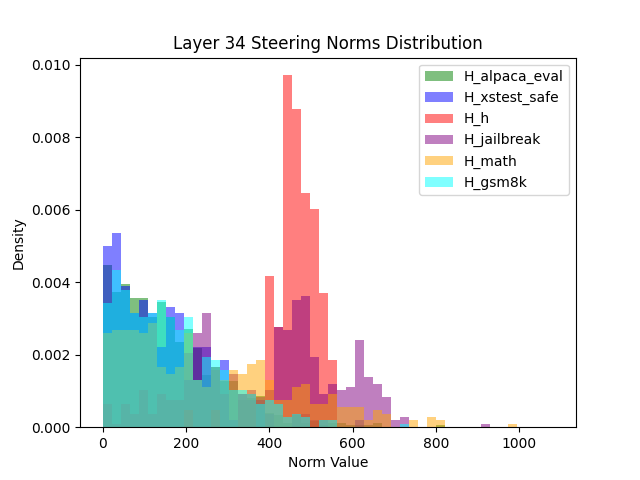 Layer 34 Steering Norms Distribution
0.010
0.008
0.006
0.004
0.002
0.000
Density
H_alpaca_eval
H_xstest_safe
H_h
H_jailbreak
H_math
H_gsm8k
0
200
400
600
800
1000
Norm Value